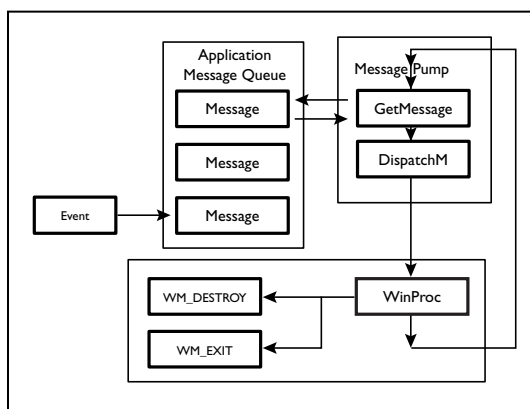 Application
Message Queue
Message
Message
Message
Event
Message Pump
GetMessage
DispatchM
WinProc
WM_DESTROY
WM_EXIT